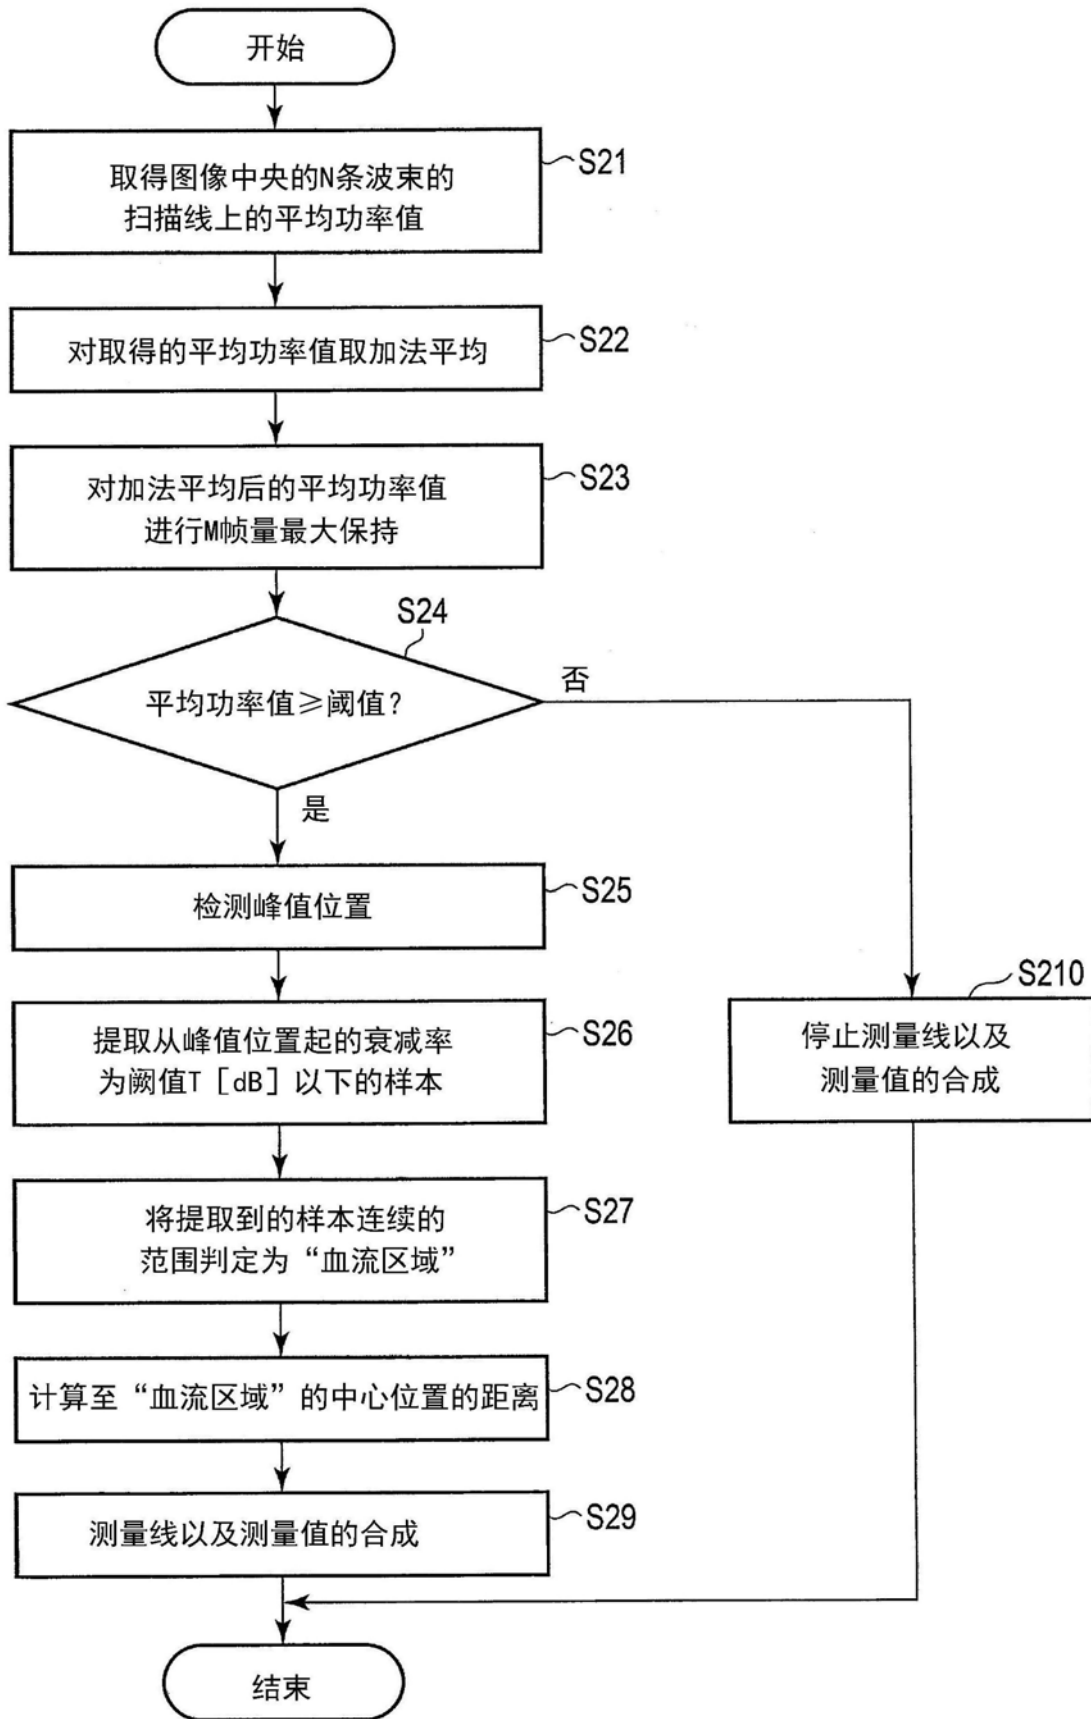 开始
取得图像中央的N条波束的
扫描线上的平均功率值
S21
对取得的平均功率值取加法平均
S22
对加法平均后的平均功率值
进行M帧量最大保持
S23
S24
平均功率值≥阈值?
否
是
检测峰值位置
S25
提取从峰值位置起的衰减率
为阙值T［dB］以下的样本
S26
S210
停止测量线以及
测量值的合成
将提取到的样本连续的
范围判定为“血流区域”
S27
计算至“血流区域”的中心位置的距离
S28
测量线以及测量值的合成
S29
结束